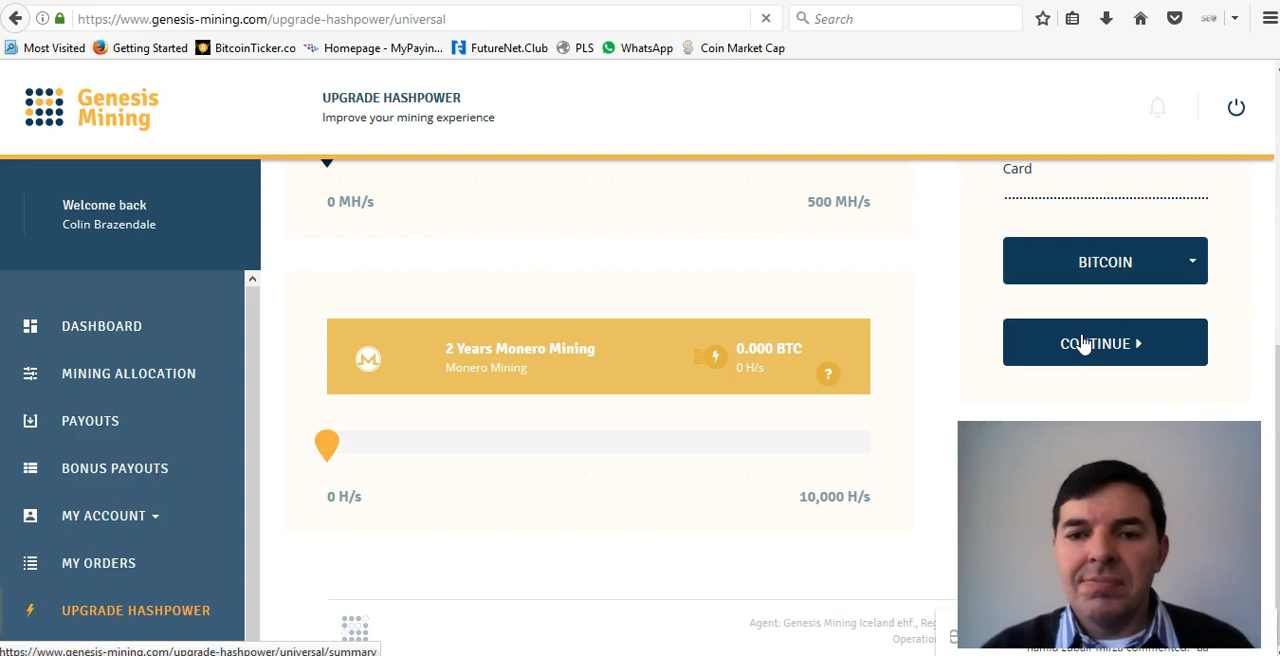 https://www.genesis-mining.com/upgrade-hashpower/universal
Search
Most Visited
Getting Started
BitcoinTicker.co
Homepage - MyPayin...
FutureNet.Club
PLS
WhatsApp
Coin Market Cap
Genesis
Mining
UPGRADE HASHPOWER
Improve your mining experience
Welcome back
Colin Brazendale
DASHBOARD
MINING ALLOCATION
PAYOUTS
BONUS PAYOUTS
MY ACCOUNT
MY ORDERS
UPGRADE HASHPOWER
0 MH/s
500 MH/s
2 Years Monero Mining
Monero Mining
0.000 BTC
0 H/s
?
0 H/s
10,000 H/s
Card
BITCOIN
CONTINUE
Agent: Genesis Mining Iceland ehf., Reg
Operation
https://www.genesis-mining.com/upgrade-hashpower/universal/summary